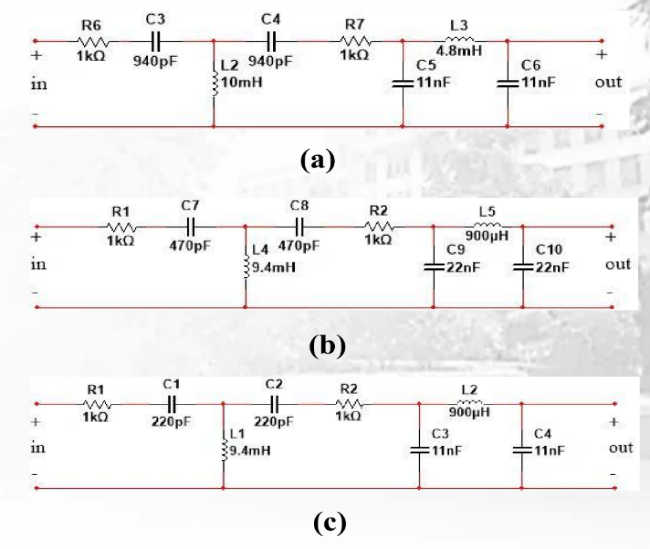 R6 C3 C4 R7 L3
1kΩ 940pF 940pF 1kΩ 4.8mH
+ L2 C5 C6 +
in 10mH 11nF 11nF out
- -
(a)
R1 C7 C8 R2 L5
1kΩ 470pF 470pF 1kΩ 900μH
+ L4 C9 C10 +
in 9.4mH 22nF 22nF out
- -
(b)
R1 C1 C2 R2 L2
1kΩ 220pF 220pF 1kΩ 900μH
+ L1 C3 C4 +
in 9.4mH 11nF 11nF out
- -
(c)